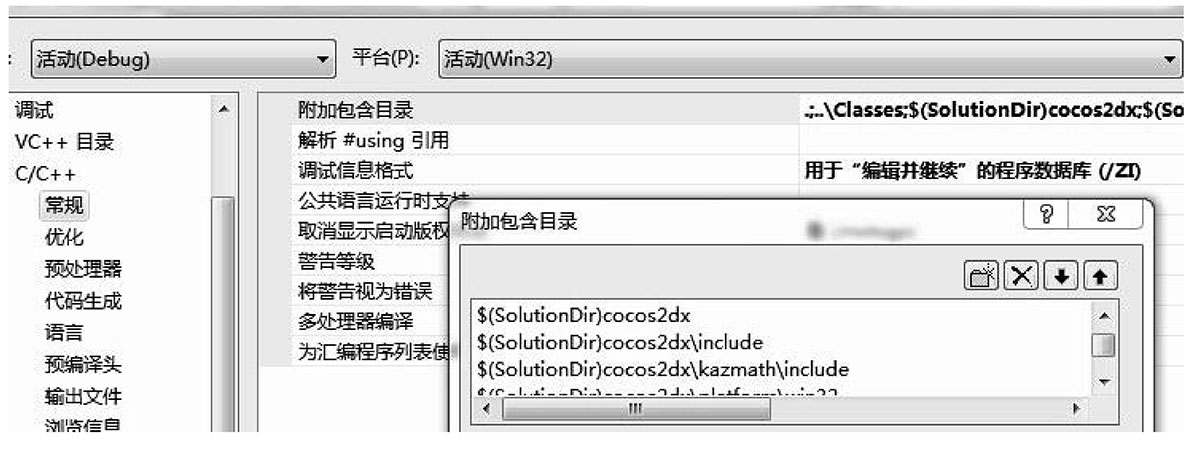 : 活动(Debug) 平台(P): 活动(Win32)
调试
VC++ 目录
C/C++
常规
优化
预处理器
代码生成
语言
预编译头
输出文件
浏览信息
附加包含目录 .;..\Classes;$(SolutionDir)cocos2dx;$(So
解析 #using 引用
调试信息格式 用于“编辑并继续”的程序数据库 (/ZI)
公共语言运行时支持
取消显示启动版权
警告等级
将警告视为错误
多处理器编译
为汇编程序列表使
附加包含目录
$(SolutionDir)cocos2dx
$(SolutionDir)cocos2dx\include
$(SolutionDir)cocos2dx\kazmath\include
$(SolutionDir)cocos2dx\platform\win32